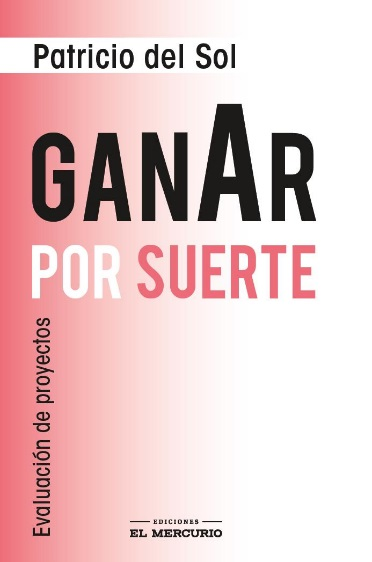 Patricio del Sol
GANAR
POR SUERTE
Evaluación de proyectos
EDICIONES
EL MERCURIO